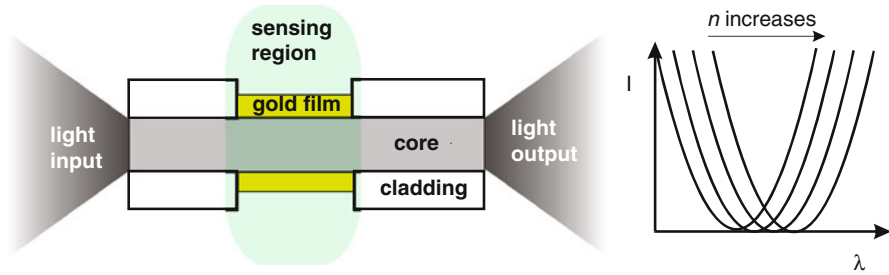 sensing
region
gold film
light
input
core
cladding
light
output
n increases
I
λ